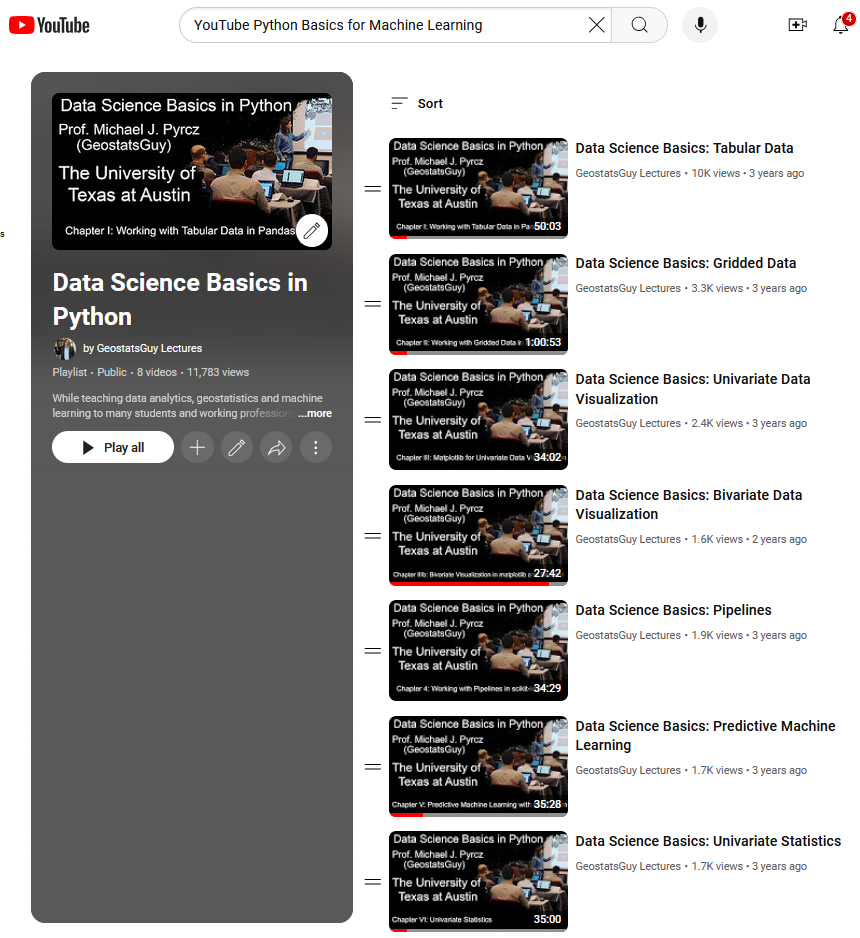 YouTube
YouTube Python Basics for Machine Learning
4
s
Data Science Basics in Python
Prof. Michael J. Pyrcz
(GeostatsGuy)
The University of
Texas at Austin
Chapter I: Working with Tabular Data in Pandas
Data Science Basics in
Python
by GeostatsGuy Lectures
Playlist • Public • 8 videos • 11,783 views
While teaching data analytics, geostatistics and machine
learning to many students and working profession ...more
Play all
Sort
Data Science Basics in Python
Prof. Michael J. Pyrcz
(GeostatsGuy)
The University of
Texas at Austin
Chapter I: Working with Tabular Data in Pa
50:03
Data Science Basics: Tabular Data
GeostatsGuy Lectures • 10K views • 3 years ago
Data Science Basics in Python
Prof. Michael J. Pyrcz
(GeostatsGuy)
The University of
Texas at Austin
Chapter II: Working with Gridded Data in
1:00:53
Data Science Basics: Gridded Data
GeostatsGuy Lectures • 3.3K views • 3 years ago
Data Science Basics in Python
Prof. Michael J. Pyrcz
(GeostatsGuy)
The University of
Texas at Austin
Chapter III: Matplotlib for Univariate Data V
34:02
Data Science Basics: Univariate Data
Visualization
GeostatsGuy Lectures • 2.4K views • 3 years ago
Data Science Basics in Python
Prof. Michael J. Pyrcz
(GeostatsGuy)
The University of
Texas at Austin
Chapter IIIb: Bivariate Visualization in matplotlib a
27:42
Data Science Basics: Bivariate Data
Visualization
GeostatsGuy Lectures • 1.6K views • 2 years ago
Data Science Basics in Python
Prof. Michael J. Pyrcz
(GeostatsGuy)
The University of
Texas at Austin
Chapter 4: Working with Pipelines in scikit-
34:29
Data Science Basics: Pipelines
GeostatsGuy Lectures • 1.9K views • 3 years ago
Data Science Basics in Python
Prof. Michael J. Pyrcz
(GeostatsGuy)
The University of
Texas at Austin
Chapter V: Predictive Machine Learning with
35:28
Data Science Basics: Predictive Machine
Learning
GeostatsGuy Lectures • 1.7K views • 3 years ago
Data Science Basics in Python
Prof. Michael J. Pyrcz
(GeostatsGuy)
The University of
Texas at Austin
Chapter VI: Univariate Statistics
35:00
Data Science Basics: Univariate Statistics
GeostatsGuy Lectures • 1.7K views • 3 years ago